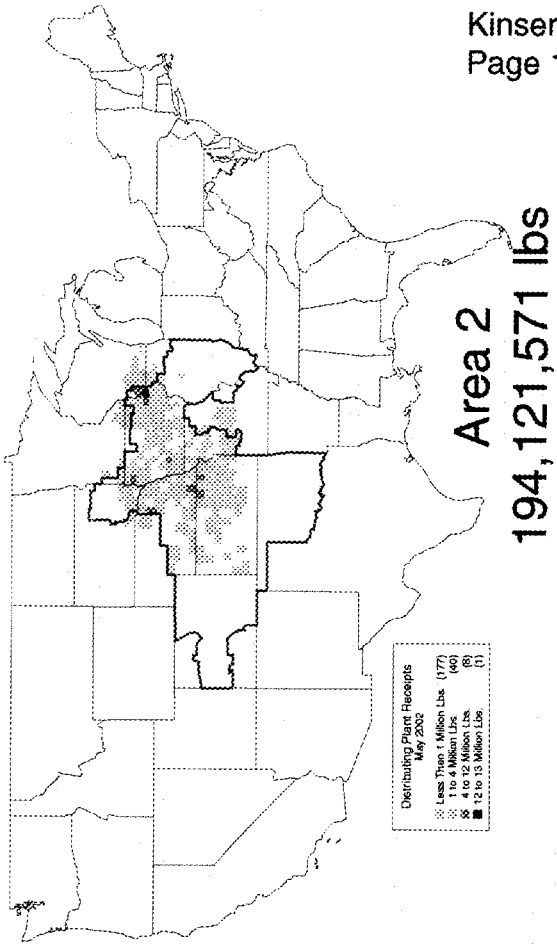 Kinser
Page 1
Area 2
194,121,571 lbs
Distributing Plant Receipts
May 2002
Less Than 1 Million Lbs. (177)
1 to 4 Million Lbs. (40)
4 to 12 Million Lbs. (6)
12 to 13 Million Lbs. (1)